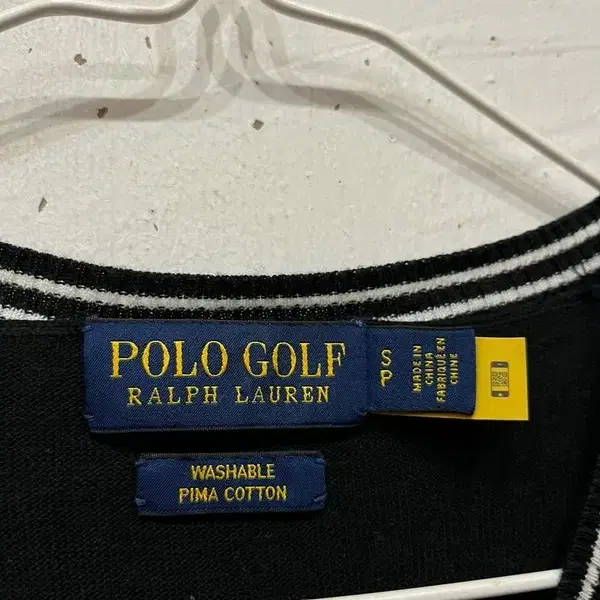 POLO GOLF
RALPH LAUREN
S
P
MADE IN
CHINA
FABRIQUÉ EN
CHINE
WASHABLE
PIMA COTTON